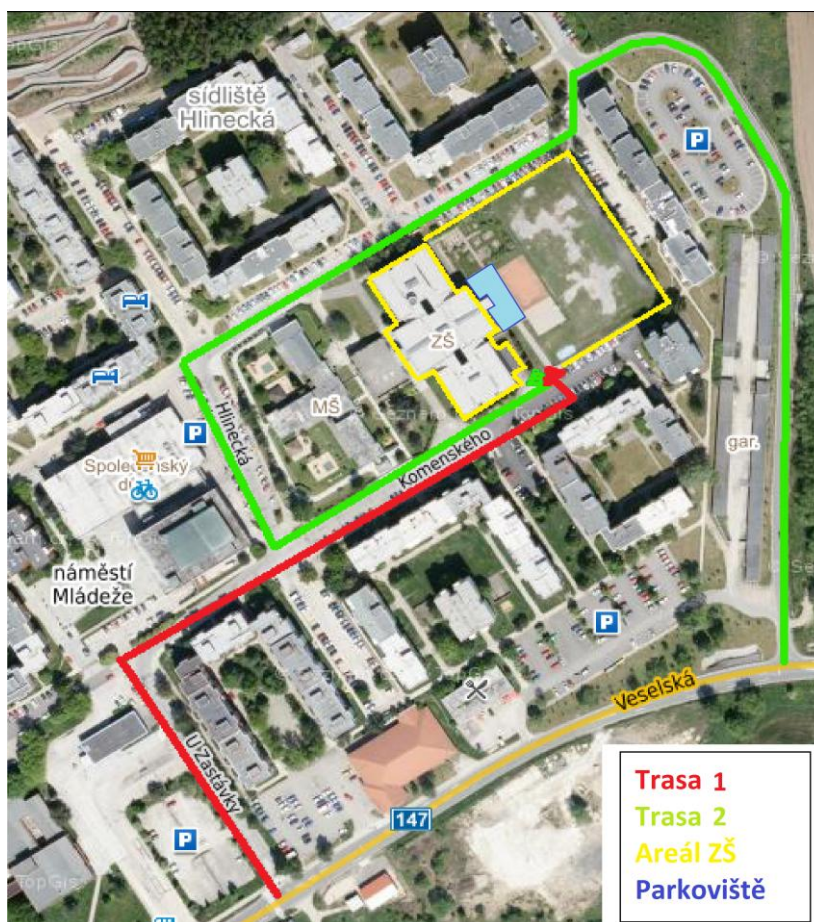 sídliště
Hlinecká
P
ZŠ
MŠ
Hlinecká
P
Komenského
Společenský
gar.
náměstí
Mládeže
P
Veselská
U Zastávky
147
P
TopGis
Trasa 1
Trasa 2
Areál ZŠ
Parkoviště